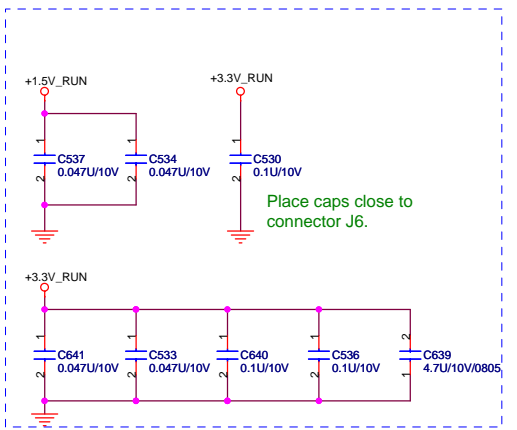 +1.5V_RUN
+3.3V_RUN
1
1
1
C537
0.047U/10V
C534
0.047U/10V
C530
0.1U/10V
2
2
2
Place caps close to
connector J6.
+3.3V_RUN
1
1
1
1
2
C641
0.047U/10V
C533
0.047U/10V
C640
0.1U/10V
C536
0.1U/10V
C639
4.7U/10V/0805
2
2
2
2
1